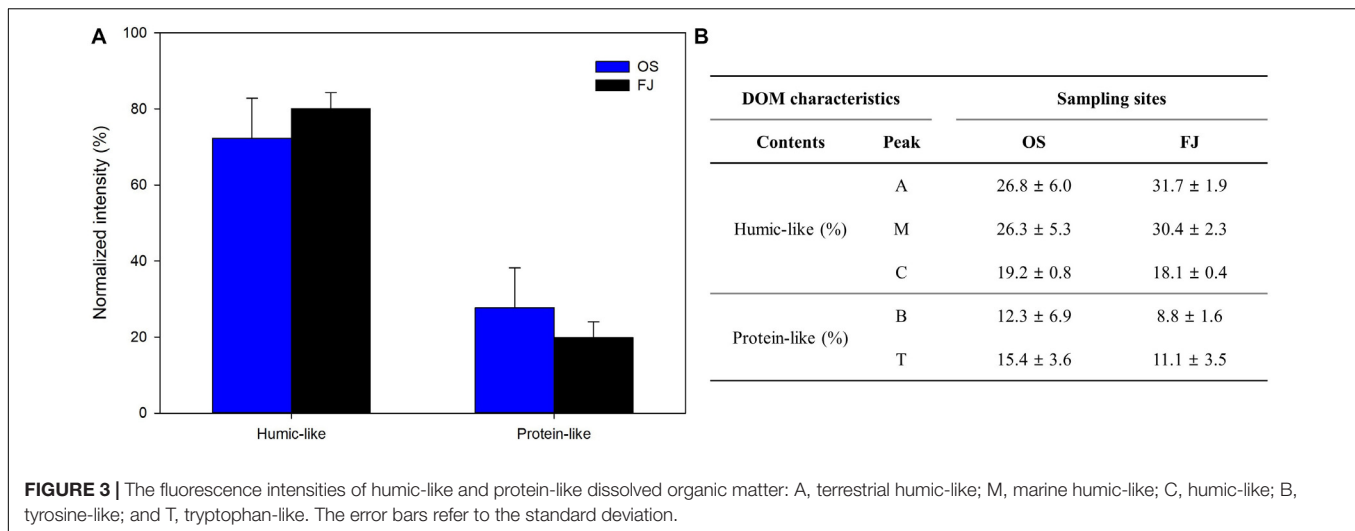 A
B
100
80
60
40
20
0
Normalized intensity (%)
OS
FJ
Humic-like
Protein-like
DOM characteristics Sampling sites
Contents Peak OS FJ
Humic-like (%)
A 26.8 ± 6.0 31.7 ± 1.9
M 26.3 ± 5.3 30.4 ± 2.3
C 19.2 ± 0.8 18.1 ± 0.4
Protein-like (%)
B 12.3 ± 6.9 8.8 ± 1.6
T 15.4 ± 3.6 11.1 ± 3.5
FIGURE 3 | The fluorescence intensities of humic-like and protein-like dissolved organic matter: A, terrestrial humic-like; M, marine humic-like; C, humic-like; B,
tyrosine-like; and T, tryptophan-like. The error bars refer to the standard deviation.